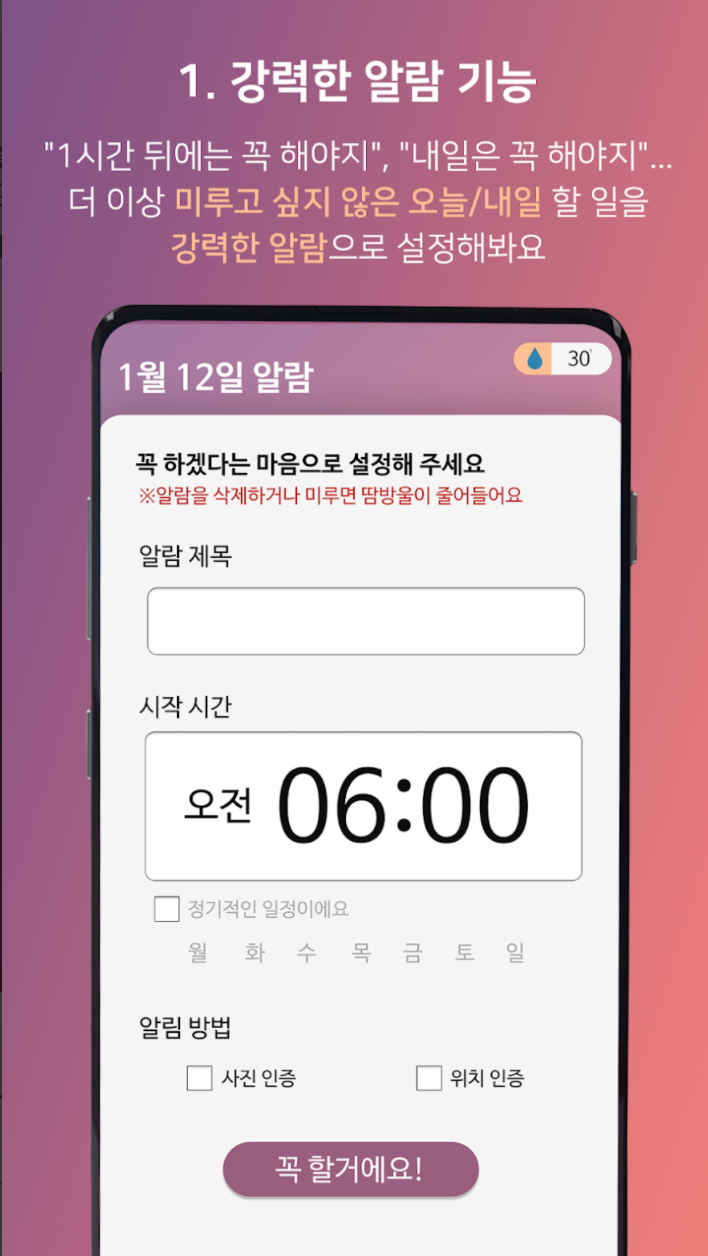 1. 강력한 알람 기능
"1시간 뒤에는 꼭 해야지", "내일은 꼭 해야지"...
더 이상 미루고 싶지 않은 오늘/내일 할 일을
강력한 알람으로 설정해봐요
1월 12일 알람
30
꼭 하겠다는 마음으로 설정해 주세요
※알람을 삭제하거나 미루면 땀방울이 줄어들어요
알람 제목
시작 시간
오전 06:00
정기적인 일정이에요
월 화 수 목 금 토 일
알림 방법
사진 인증 위치 인증
꼭 할거에요!